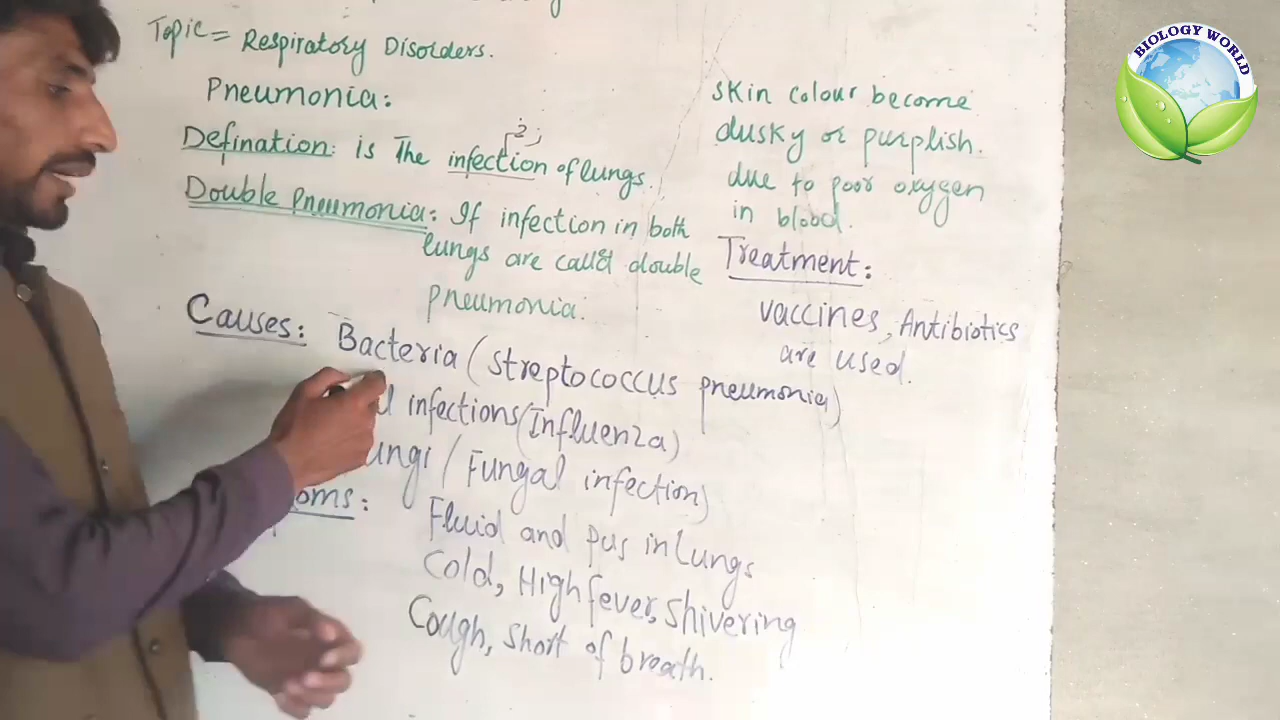 Topic = Respiratory Disorders.
Pneumonia:
Defination: is The infection of lungs.
Double Pneumonia: If infection in both
lungs are called double
pneumonia.
Causes: Bacteria (streptococcus pneumonia)
infections (Influenza)
ungi / Fungal infection)
oms:
Fluid and pus in Lungs
Cold, High fever, shivering
Cough, short of breath.
skin colour become
dusky or purplish.
due to poor oxygen
in blood.
Treatment:
vaccines, Antibiotics
are used.
BIOLOGY WORLD